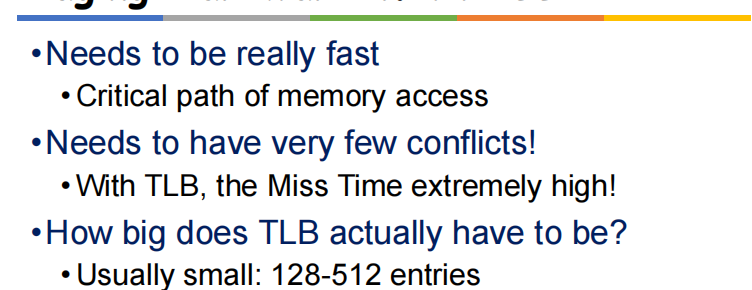 •Needs to be really fast
•Critical path of memory access
•Needs to have very few conflicts!
•With TLB, the Miss Time extremely high!
•How big does TLB actually have to be?
•Usually small: 128-512 entries